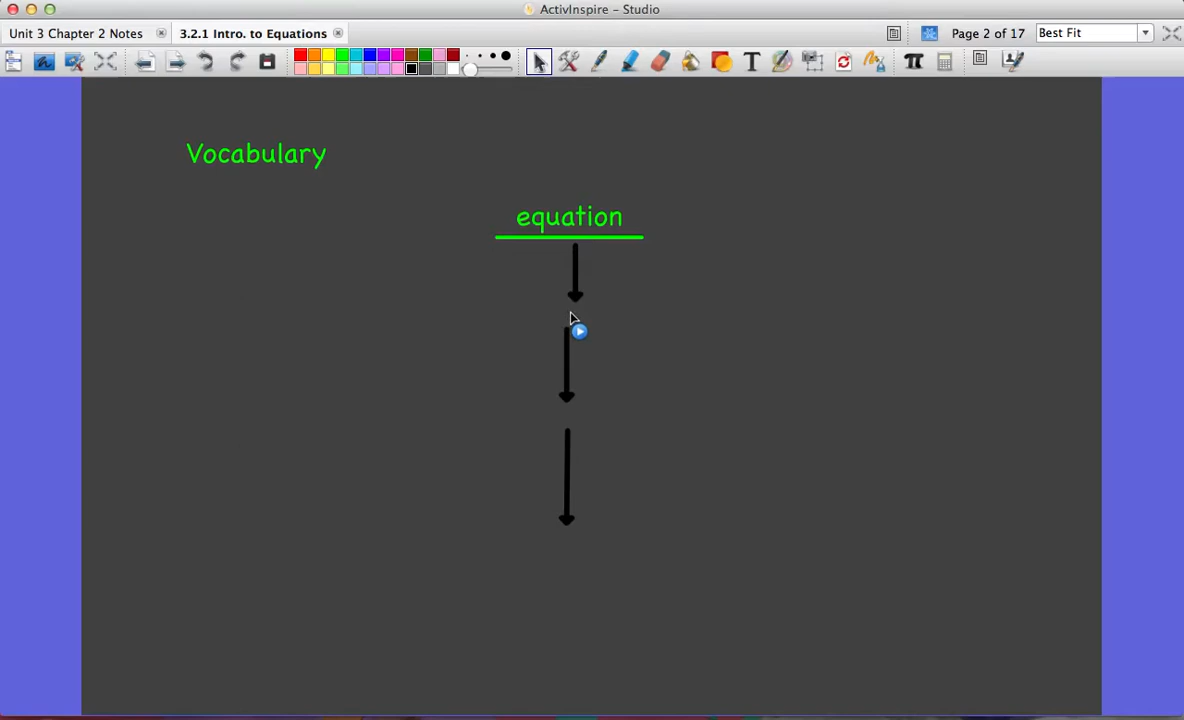 ActivInspire – Studio
Unit 3 Chapter 2 Notes
3.2.1 Intro. to Equations
Page 2 of 17
Best Fit
Vocabulary
equation